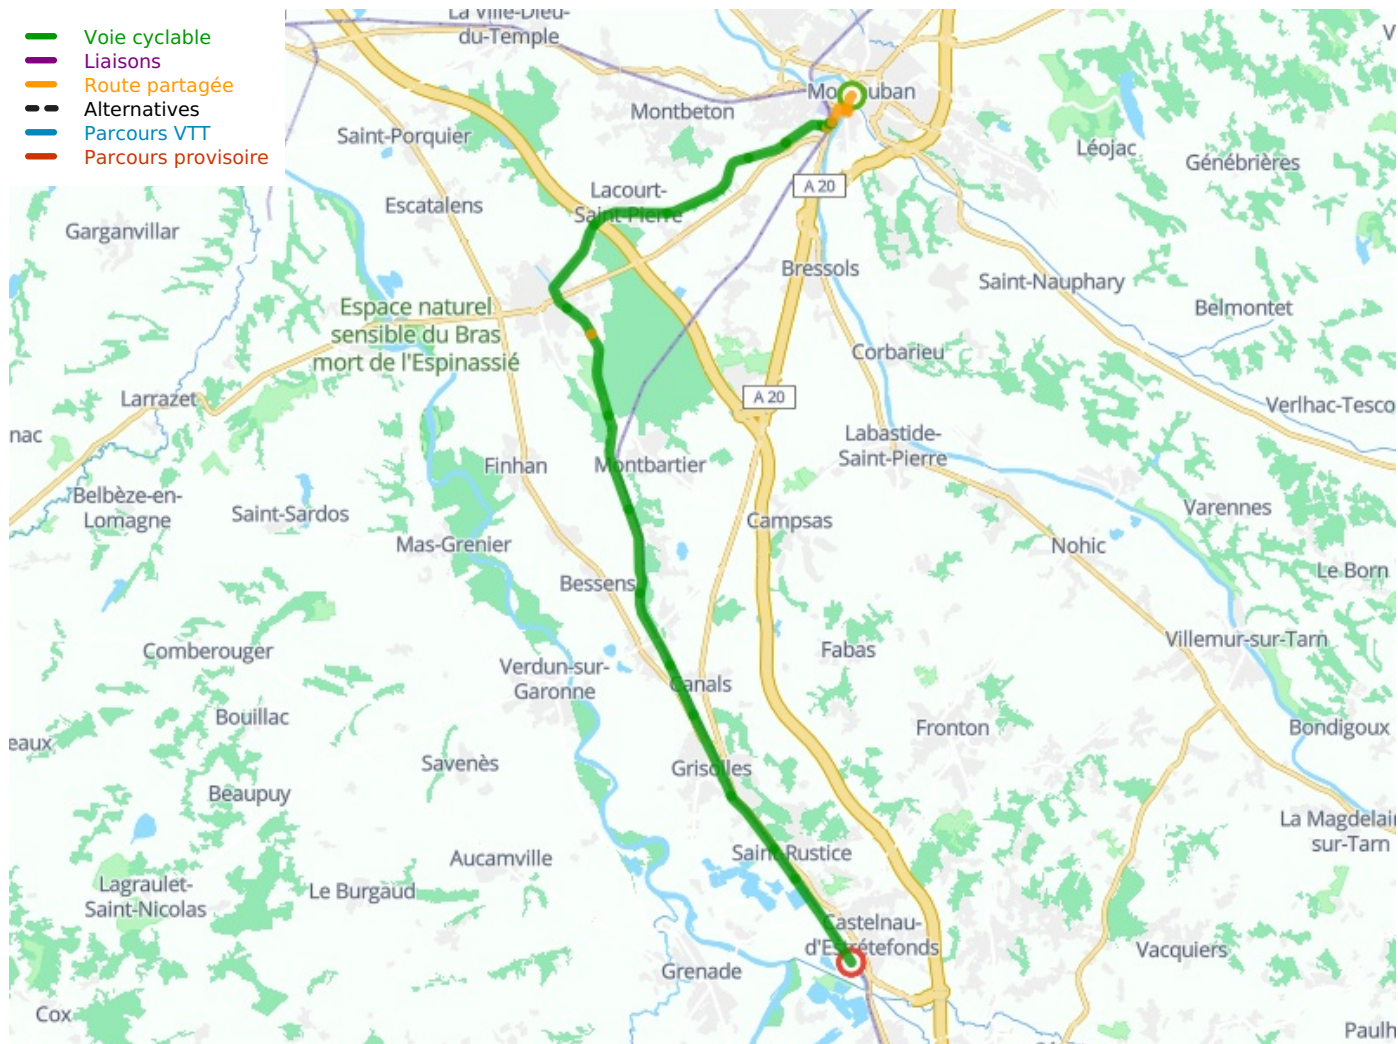 Voie cyclable
Liaisons
Route partagée
Alternatives
Parcours VTT
Parcours provisoire
La Ville-Dieu-
du-Temple
Montbeton
Saint-Porquier
Léojac
Génébrières
A 20
Lacourt-
Saint-Pierre
Escatalens
Garganvillar
Bressols
Saint-Nauphary
Belmontet
Espace naturel
sensible du Bras
mort de l'Espinassié
Corbarieu
Larrazet
A 20
Verlhac-Tesco
nac
Labastide-
Saint-Pierre
Finhan
Montbartier
Belbèze-en-
Lomagne
Saint-Sardos
Varennes
Campsas
Mas-Grenier
Nohic
Le Born
Bessens
Villemur-sur-Tarn
Comberouger
Fabas
Verdun-sur-
Garonne
Canals
Bouillac
Fronton
Bondigoux
eaux
Savenès
Grisolles
Beaupuy
La Magdelai
sur-Tarn
Saint-Rustice
Aucamville
Lagraulet-
Saint-Nicolas
Le Burgaud
Castelnau-
d'Estrétefonds
Vacquiers
Grenade
Cox
Paulh